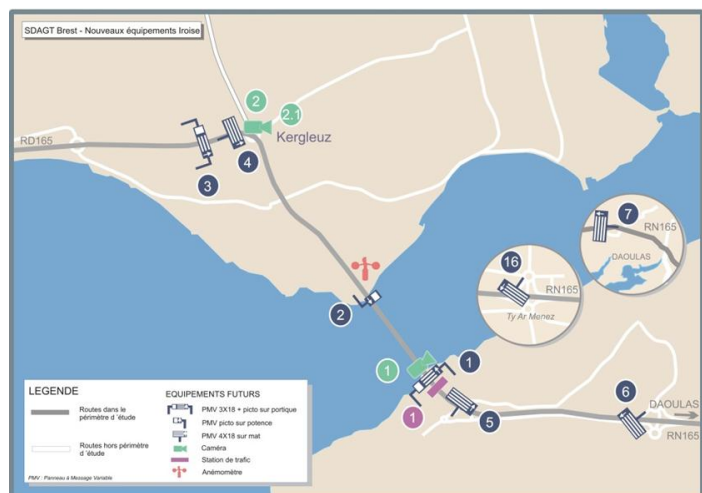 SDAGT Brest - Nouveaux équipements Iroise
2
2.1
Kergleuz
RD165
4
3
7
RN165
DAOULAS
16
RN165
Ty Ar Menez
2
1
1
1
5
6
DAOULAS
RN165
LEGENDE
Routes dans le
périmètre d 'étude
Routes hors périmètre
d 'étude
PMV : Panneau à Message Variable
EQUIPEMENTS FUTURS
PMV 3X18 + picto sur portique
PMV picto sur potence
PMV 4X18 sur mat
Caméra
Station de trafic
Anémomètre